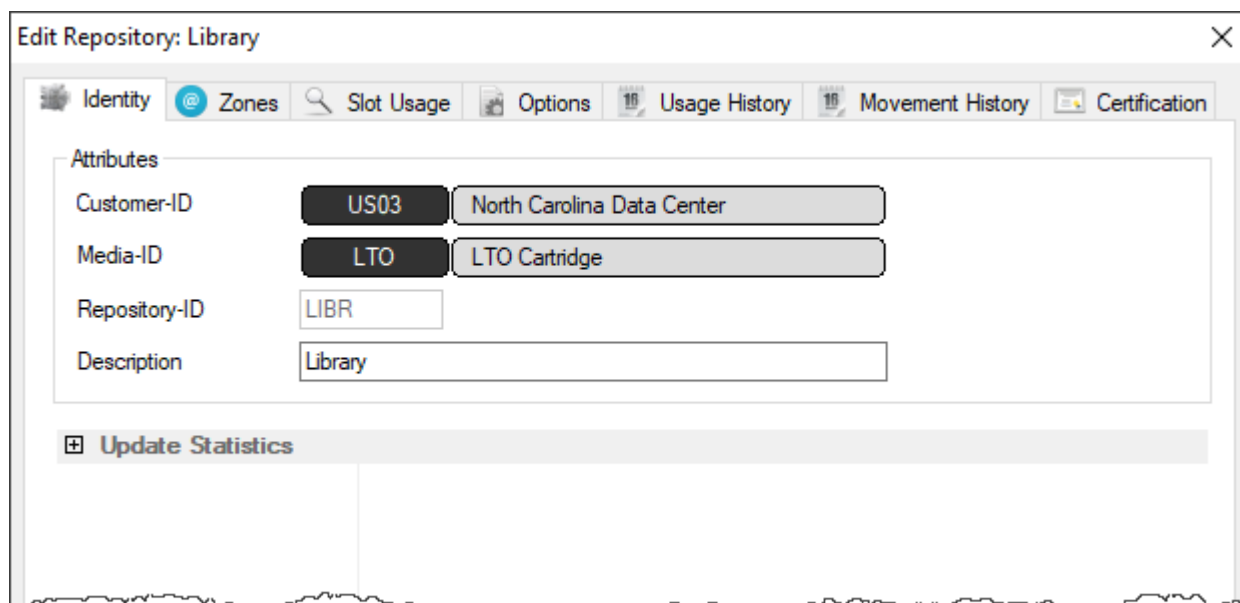 Edit Repository: Library
Identity Zones Slot Usage Options Usage History Movement History Certification
Attributes
Customer-ID US03 North Carolina Data Center
Media-ID LTO LTO Cartridge
Repository-ID LIBR
Description Library
Update Statistics